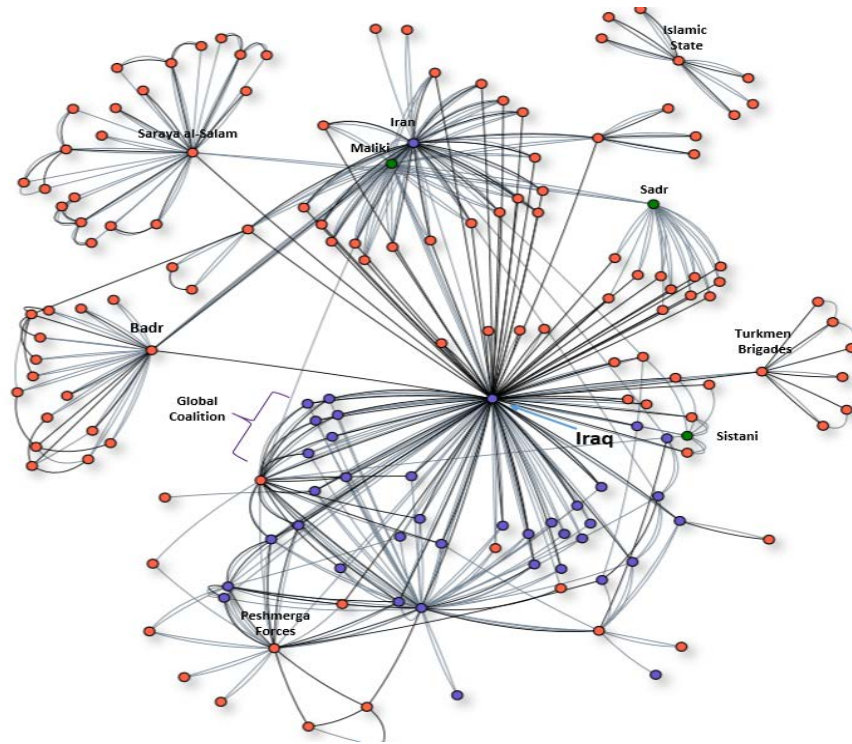 Islamic
State
Iran
Saraya al-Salam
Maliki
Sadr
Badr
Turkmen
Brigades
Global
Coalition
Iraq
Sistani
Peshmerga
Forces